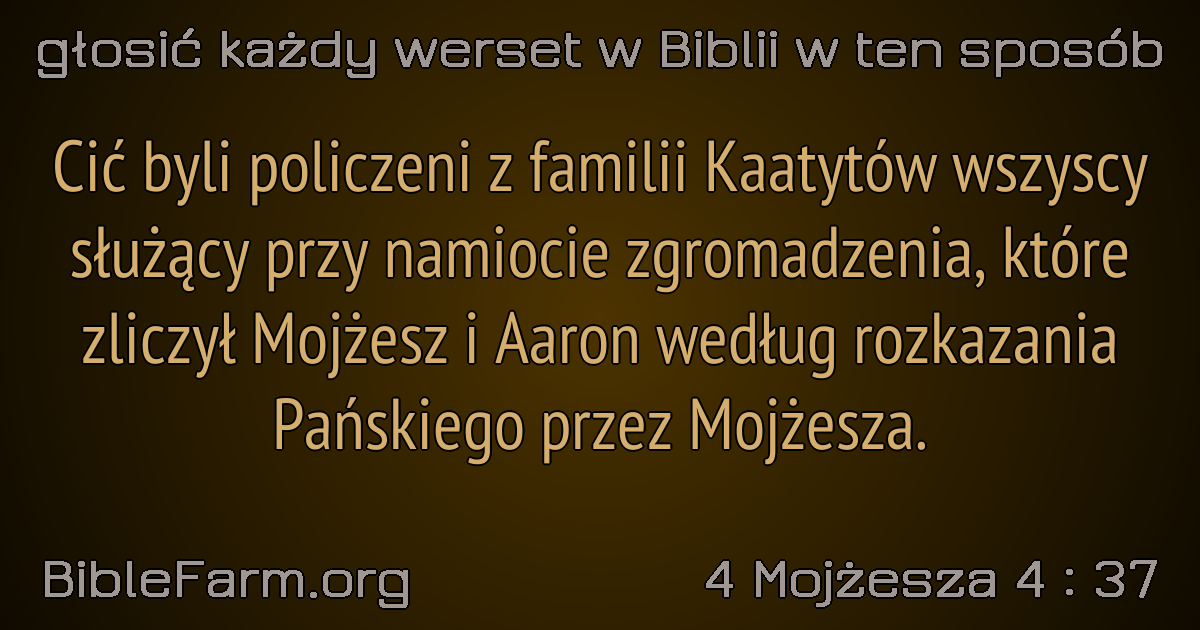 głosić każdy werset w Biblii w ten sposób
Cić byli policzeni z familii Kaatytów wszyscy
służący przy namiocie zgromadzenia, które
zliczył Mojżesz i Aaron według rozkazania
Pańskiego przez Mojżesza.
BibleFarm.org
4 Mojżesza 4 : 37